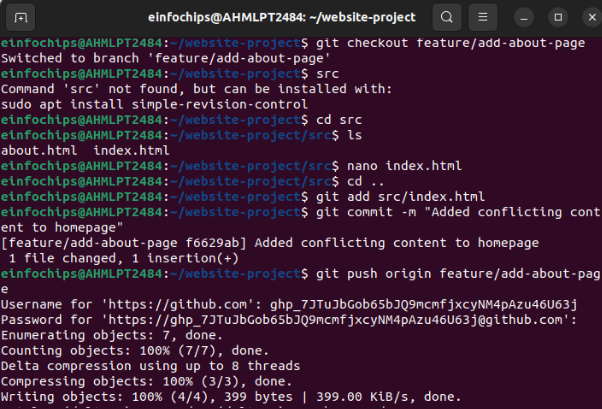 einfochips@AHMLPT2484: ~/website-project
einfochips@AHMLPT2484:~/website-project$ git checkout feature/add-about-page
Switched to branch 'feature/add-about-page'
einfochips@AHMLPT2484:~/website-project$ src
Command 'src' not found, but can be installed with:
sudo apt install simple-revision-control
einfochips@AHMLPT2484:~/website-project$ cd src
einfochips@AHMLPT2484:~/website-project/src$ ls
about.html  index.html
einfochips@AHMLPT2484:~/website-project/src$ nano index.html
einfochips@AHMLPT2484:~/website-project/src$ cd ..
einfochips@AHMLPT2484:~/website-project$ git add src/index.html
einfochips@AHMLPT2484:~/website-project$ git commit -m "Added conflicting cont
ent to homepage"
[feature/add-about-page f6629ab] Added conflicting content to homepage
 1 file changed, 1 insertion(+)
einfochips@AHMLPT2484:~/website-project$ git push origin feature/add-about-pag
e
Username for 'https://github.com': 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
Password for 'https://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@github.com':
Enumerating objects: 7, done.
Counting objects: 100% (7/7), done.
Delta compression using up to 8 threads
Compressing objects: 100% (3/3), done.
Writing objects: 100% (4/4), 399 bytes | 399.00 KiB/s, done.